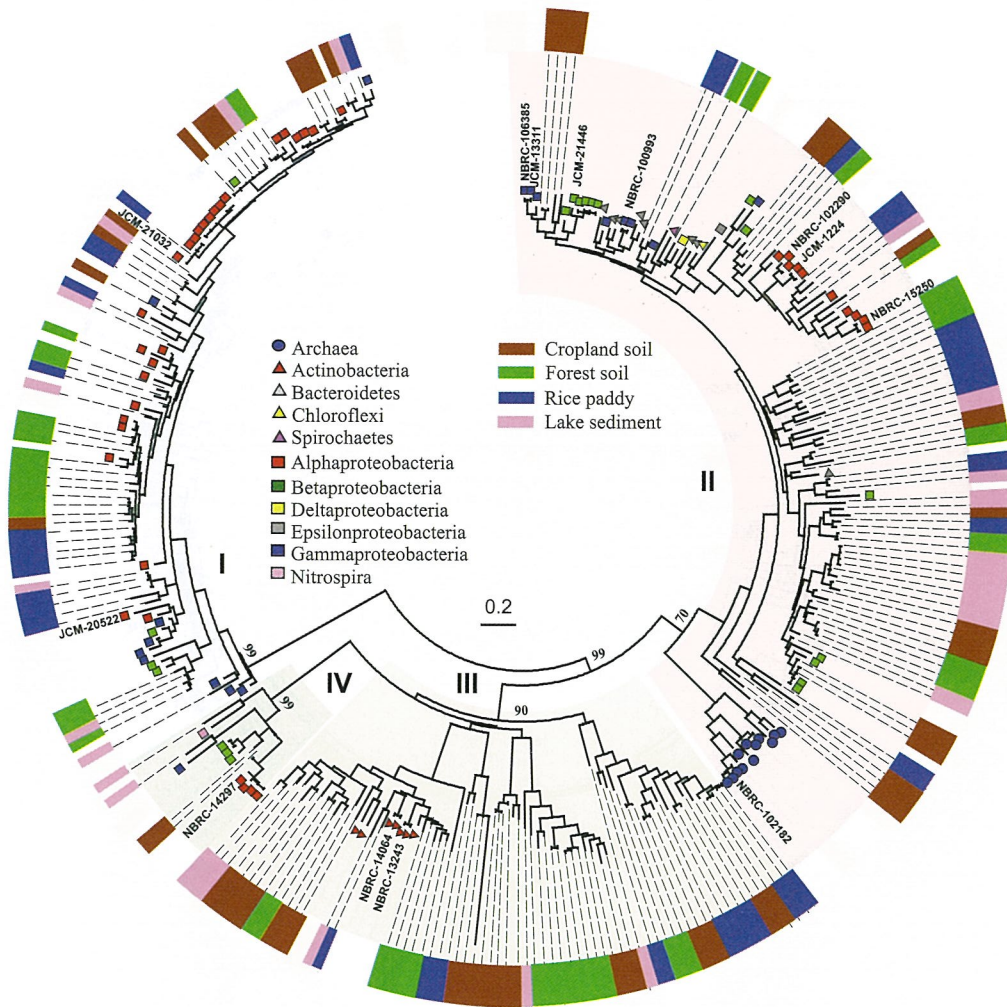 NBRC-106385
JCM-13311
JCM-21446
NBRC-100993
NBRC-102290
JCM-1224
NBRC-15250
JCM-21032
Archaea
Actinobacteria
Bacteroidetes
Chloroflexi
Spirochaetes
Alphaproteobacteria
Betaproteobacteria
Deltaproteobacteria
Epsilonproteobacteria
Gammaproteobacteria
Nitrospira
Cropland soil
Forest soil
Rice paddy
Lake sediment
II
I
0.2
JCM-20522
99
99
70
99
IV
III
90
NBRC-14297
NBRC-14064
NBRC-13243
NBRC-102182